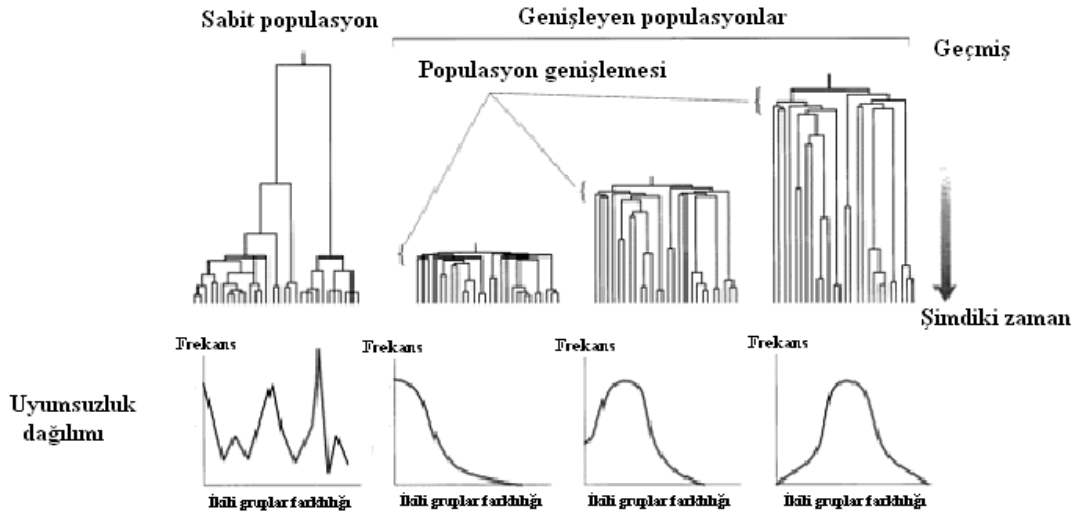 Sabit populasyon
Genişleyen populasyonlar
Geçmiş
Populasyon genişlemesi
Şimdiki zaman
Uyumsuzluk
dağılımı
Frekans
Frekans
Frekans
Frekans
İkili gruplar farklılığı
İkili gruplar farklılığı
İkili gruplar farklılığı
İkili gruplar farklılığı